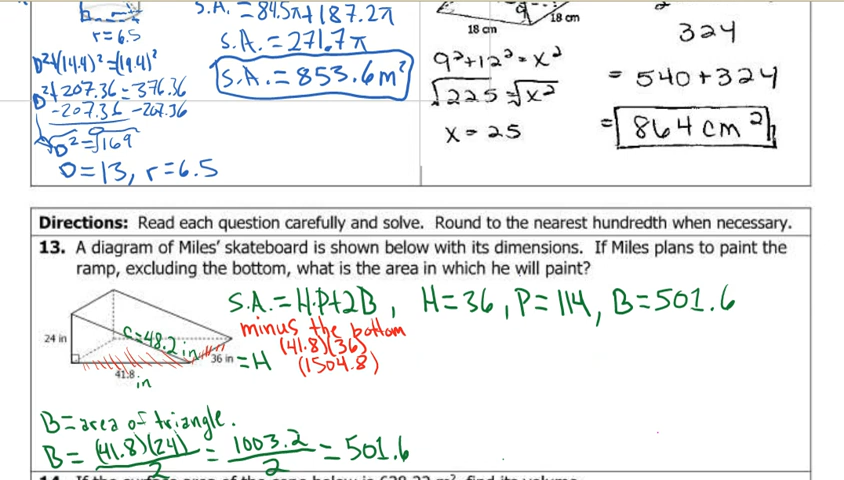 r=6.5
D²+(14.4)²=(19.4)²
D²+207.36=376.36
-207.36 -207.36
√D²=√169
D=13, r=6.5
S.A.=84.5π+187.2π
S.A.=271.7π
S.A.=853.6m²
18 cm
18 cm
9²+12²=x²
√225=√x²
x=25
324
=540+324
=864cm²
Directions: Read each question carefully and solve. Round to the nearest hundredth when necessary.
13. A diagram of Miles' skateboard is shown below with its dimensions. If Miles plans to paint the
ramp, excluding the bottom, what is the area in which he will paint?
S.A.=H·P+2B, H=36, P=114, B=501.6
minus the bottom
(41.8)(36)
(1504.8)
24 in
c=48.2 in
36 in =H
41.8
in
B=area of triangle.
B=(41.8)(24)/2=1003.2/2=501.6